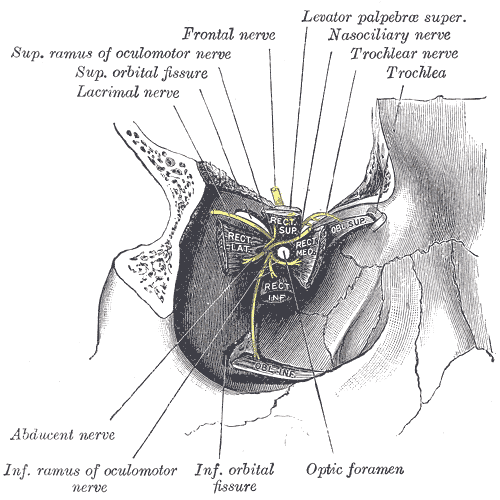 Levator palpebræ super.
Frontal nerve
Nasociliary nerve
Sup. ramus of oculomotor nerve
Trochlear nerve
Sup. orbital fissure
Trochlea
Lacrimal nerve
RECT.
SUP.
OBL.SUP.
RECT.
LAT.
RECT.
MED.
RECT.
INF.
OBL.INF.
Abducent nerve
Inf. ramus of oculomotor
nerve
Inf. orbital
fissure
Optic foramen